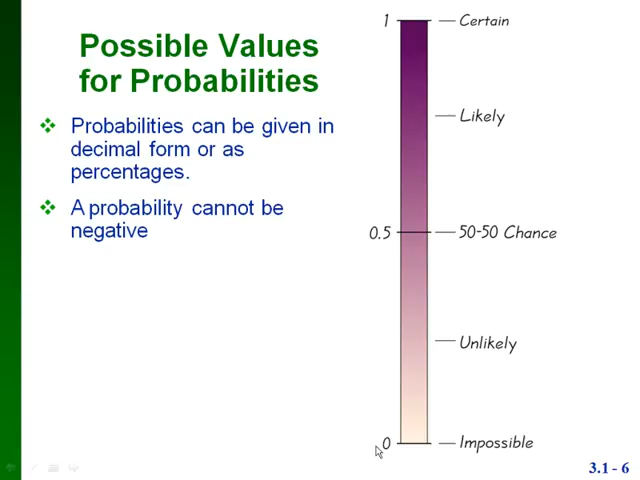 Possible Values
for Probabilities
Probabilities can be given in
decimal form or as
percentages.
A probability cannot be
negative
1
Certain
Likely
0.5
50-50 Chance
Unlikely
0
Impossible
3.1 - 6